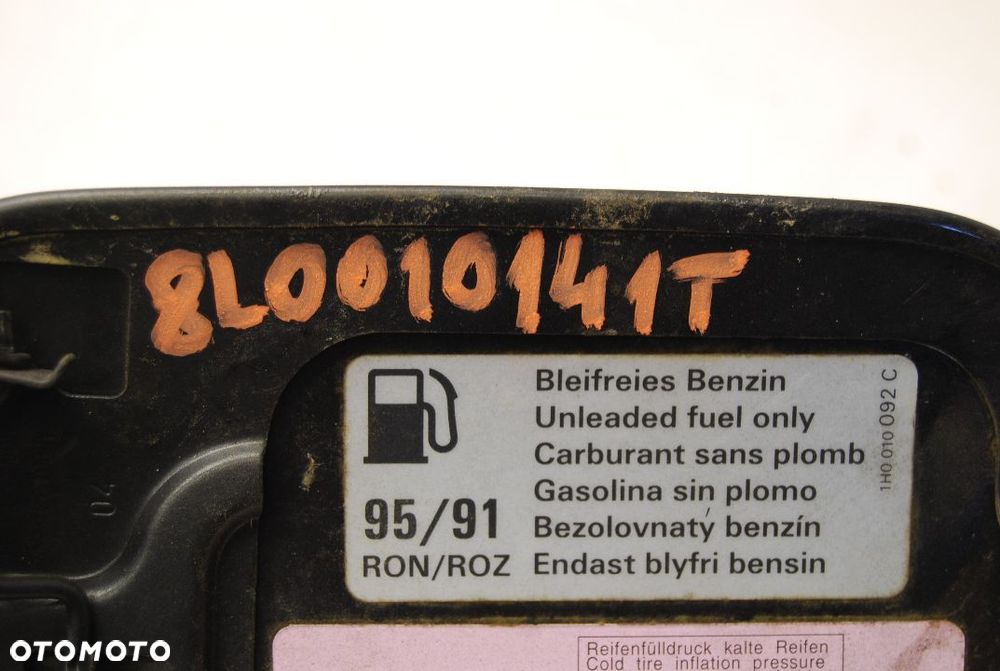 8L0010141T
Bleifreies Benzin
Unleaded fuel only
Carburant sans plomb
Gasolina sin plomo
Bezolovnatý benzín
Endast blyfri bensin
95/91
RON/ROZ
1H0 010 092 C
04
Reifenfülldruck kalte Reifen
Cold tire inflation pressure
OTOMOTO